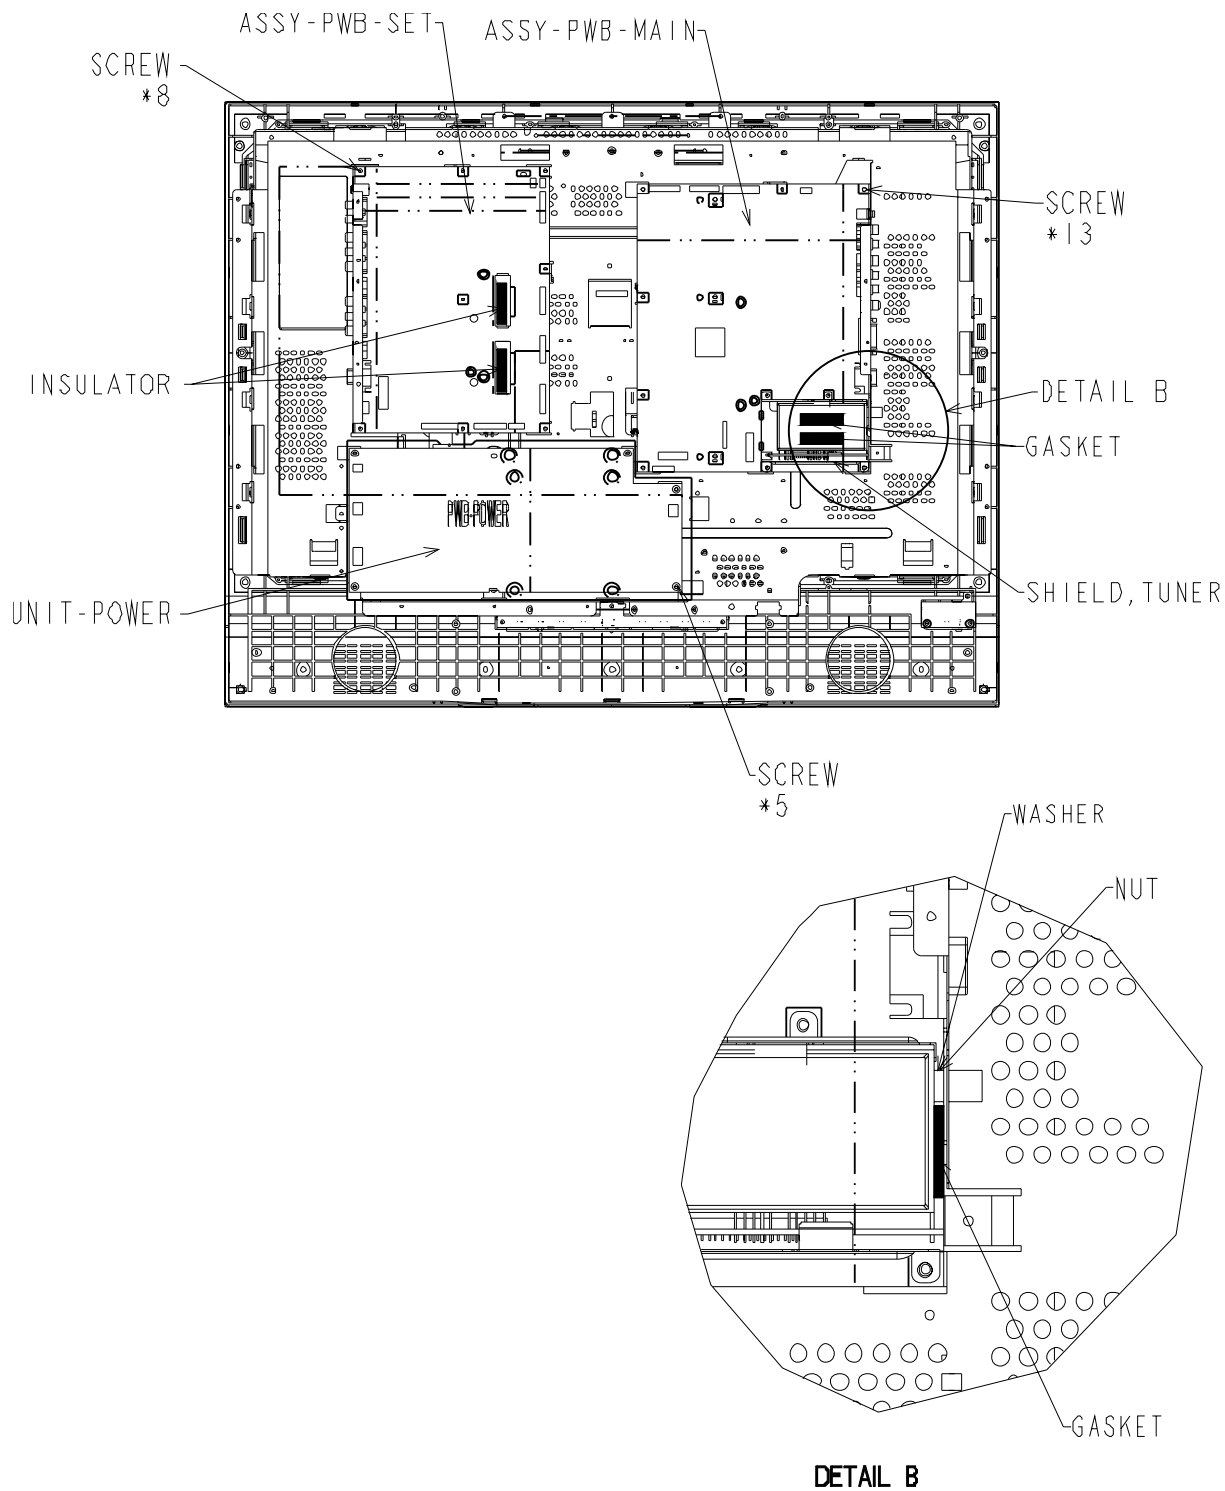 ASSY-PWB-SET
ASSY-PWB-MAIN
SCREW
*8
SCREW
*13
INSULATOR
DETAIL B
GASKET
PWB-POWER
UNIT-POWER
SHIELD, TUNER
SCREW
*5
WASHER
NUT
GASKET
DETAIL B